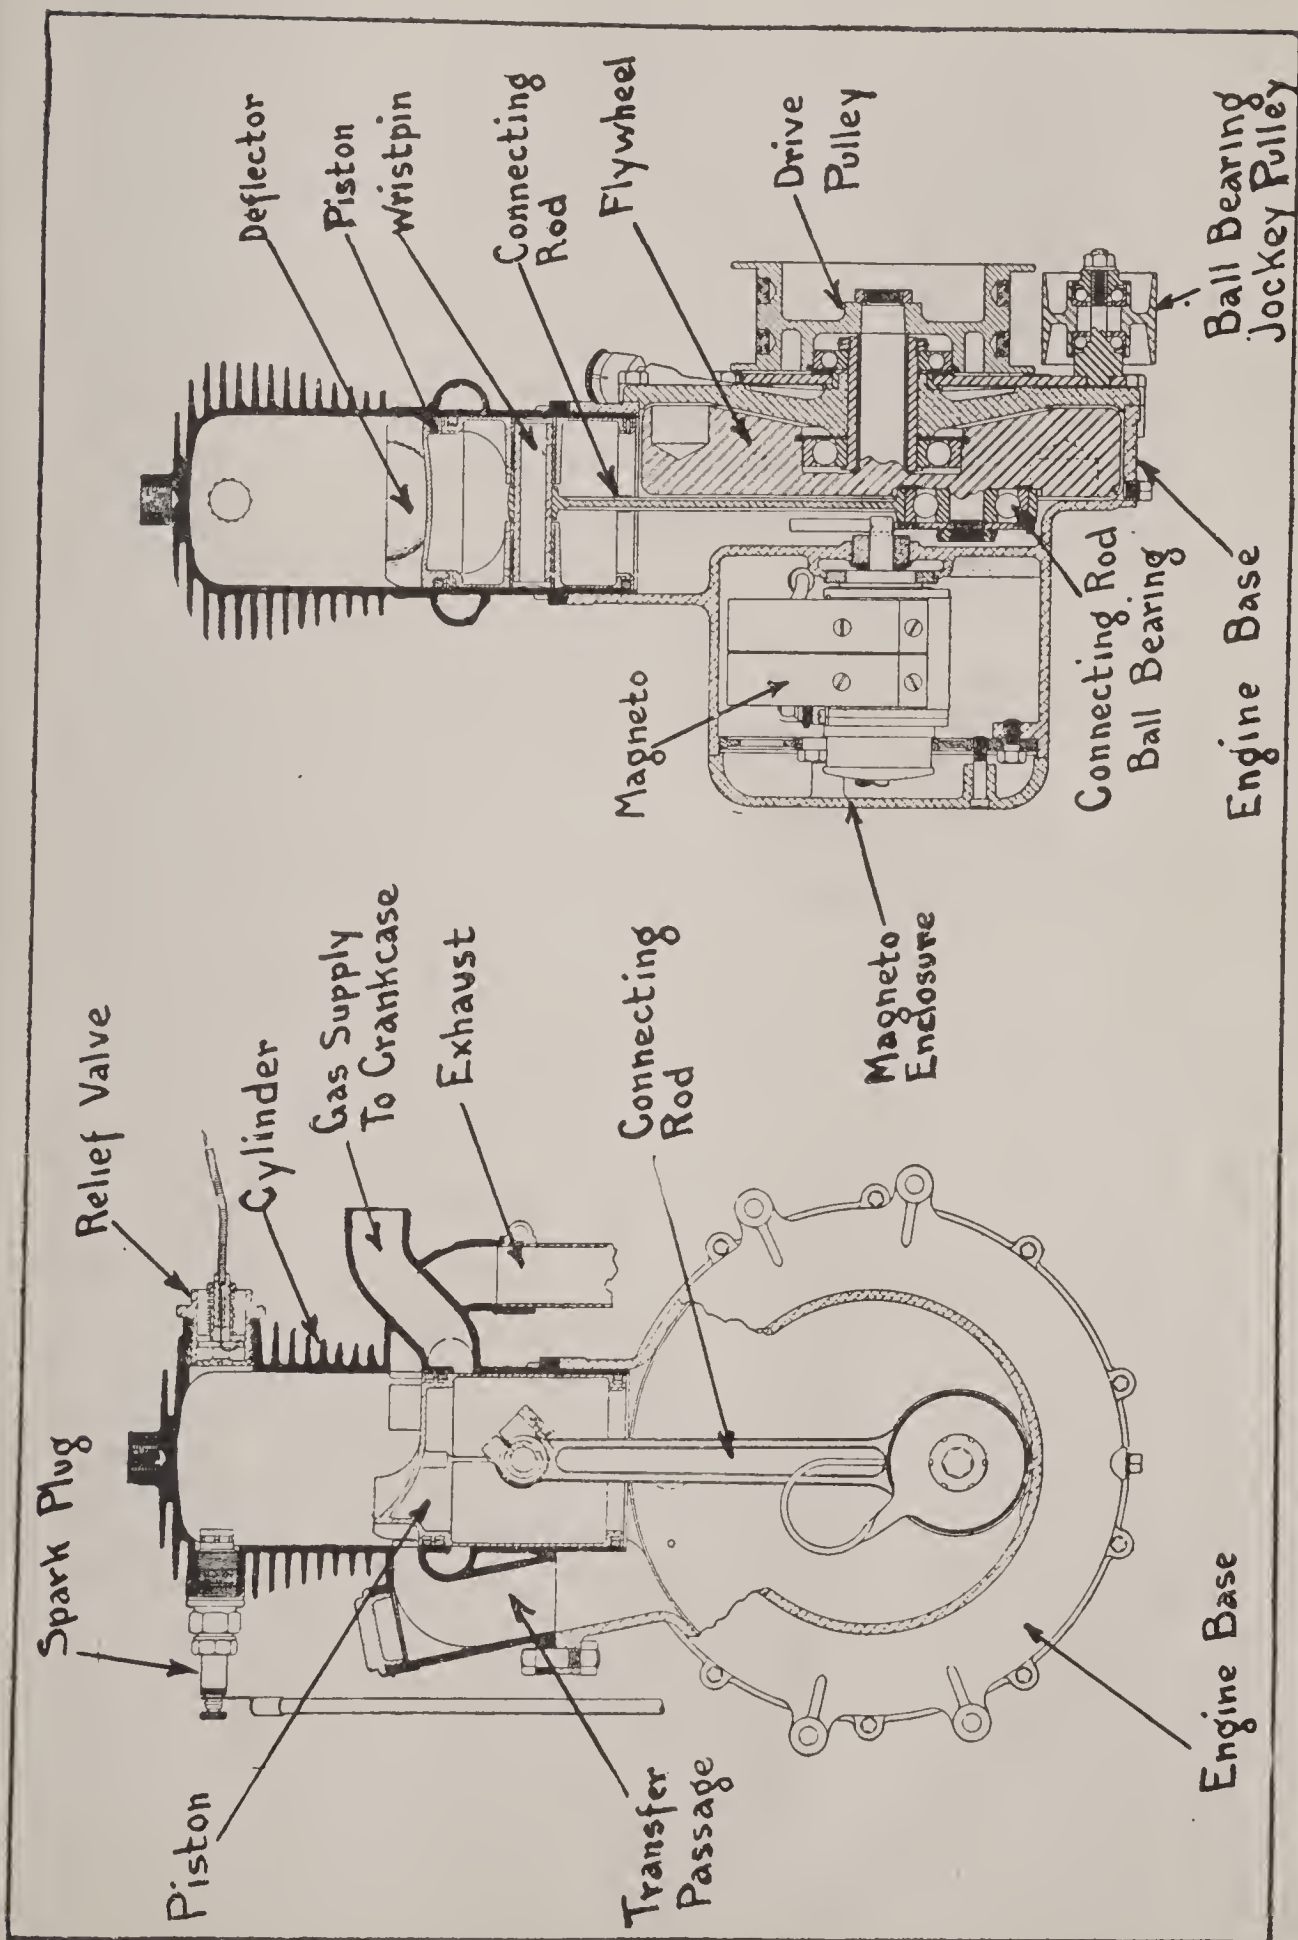 Spark Plug
Relief Valve
Cylinder
Gas Supply
To Crankcase
Exhaust
Piston
Connecting
Rod
Transfer
Passage
Engine Base
Deflector
Piston
Wristpin
Connecting
Rod
Flywheel
Drive
Pulley
Magneto
Magneto
Enclosure
Connecting Rod
Ball Bearing
Engine Base
Ball Bearing
Jockey Pulley